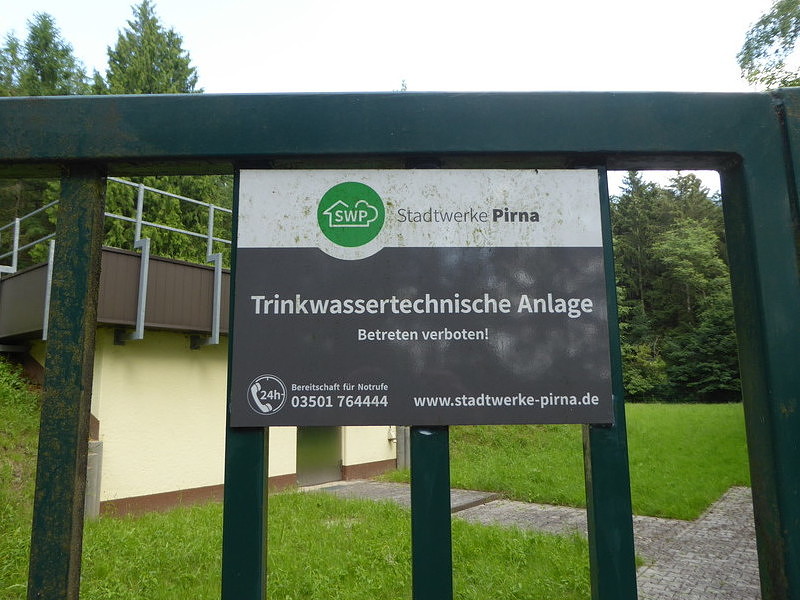 SWP
Stadtwerke Pirna
Trinkwassertechnische Anlage
Betreten verboten!
24h
Bereitschaft für Notrufe
03501 764444
www.stadtwerke-pirna.de